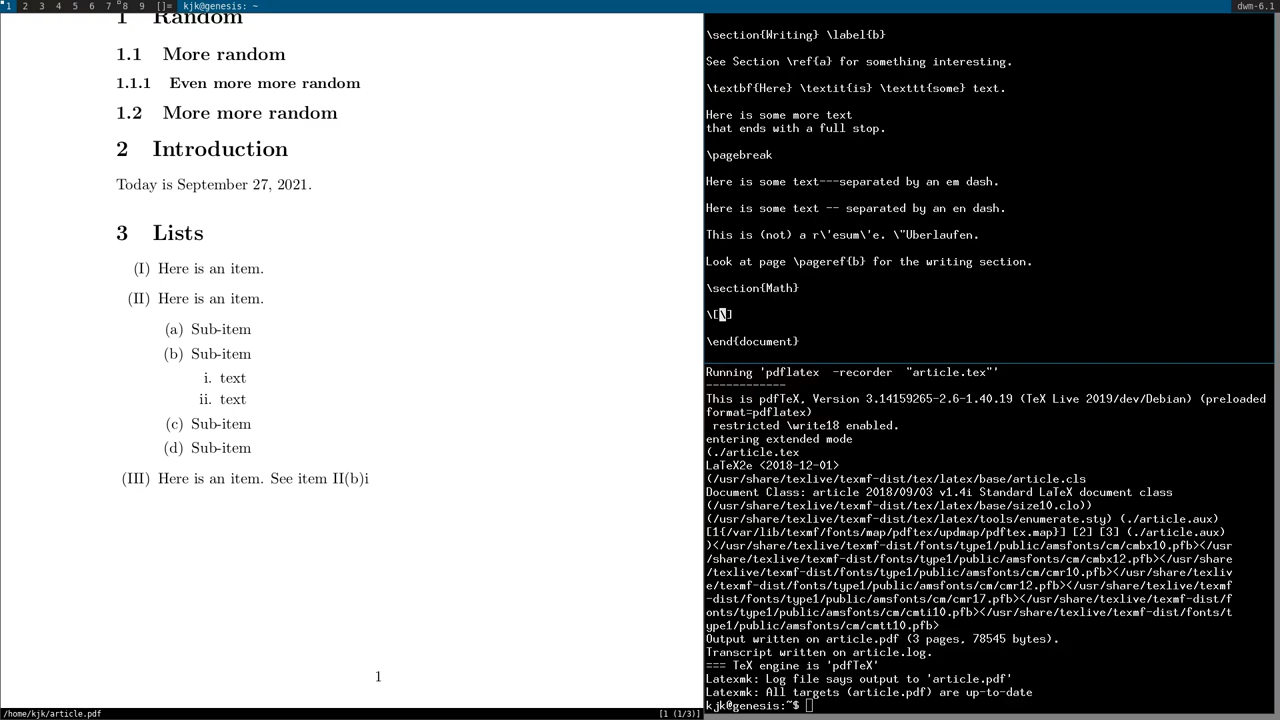 1 2 3 4 5 6 7 8 9 []= kjk@genesis: ~ dwm-6.1
1 Random
1.1 More random
1.1.1 Even more more random
1.2 More more random
2 Introduction
Today is September 27, 2021.
3 Lists
(I) Here is an item.
(II) Here is an item.
(a) Sub-item
(b) Sub-item
i. text
ii. text
(c) Sub-item
(d) Sub-item
(III) Here is an item. See item II(b)i
1
/home/kjk/article.pdf [1 (1/3)]
\section{Writing} \label{b}
See Section \ref{a} for something interesting.
\textbf{Here} \textit{is} \texttt{some} text.
Here is some more text
that ends with a full stop.
\pagebreak
Here is some text---separated by an em dash.
Here is some text -- separated by an en dash.
This is (not) a r\'esum\'e. \"Uberlaufen.
Look at page \pageref{b} for the writing section.
\section{Math}
\[\]
\end{document}
Running 'pdflatex  -recorder  "article.tex"'
------------
This is pdfTeX, Version 3.14159265-2.6-1.40.19 (TeX Live 2019/dev/Debian) (preloaded
format=pdflatex)
 restricted \write18 enabled.
entering extended mode
(./article.tex
LaTeX2e <2018-12-01>
(/usr/share/texlive/texmf-dist/tex/latex/base/article.cls
Document Class: article 2018/09/03 v1.4i Standard LaTeX document class
(/usr/share/texlive/texmf-dist/tex/latex/base/size10.clo))
(/usr/share/texlive/texmf-dist/tex/latex/tools/enumerate.sty) (./article.aux)
[1{/var/lib/texmf/fonts/map/pdftex/updmap/pdftex.map}] [2] [3] (./article.aux)
)</usr/share/texlive/texmf-dist/fonts/type1/public/amsfonts/cm/cmbx10.pfb></usr
/share/texlive/texmf-dist/fonts/type1/public/amsfonts/cm/cmbx12.pfb></usr/share
/texlive/texmf-dist/fonts/type1/public/amsfonts/cm/cmr10.pfb></usr/share/texliv
e/texmf-dist/fonts/type1/public/amsfonts/cm/cmr12.pfb></usr/share/texlive/texmf
-dist/fonts/type1/public/amsfonts/cm/cmr17.pfb></usr/share/texlive/texmf-dist/f
onts/type1/public/amsfonts/cm/cmti10.pfb></usr/share/texlive/texmf-dist/fonts/t
ype1/public/amsfonts/cm/cmtt10.pfb>
Output written on article.pdf (3 pages, 78545 bytes).
Transcript written on article.log.
=== TeX engine is 'pdfTeX'
Latexmk: Log file says output to 'article.pdf'
Latexmk: All targets (article.pdf) are up-to-date
kjk@genesis:~$